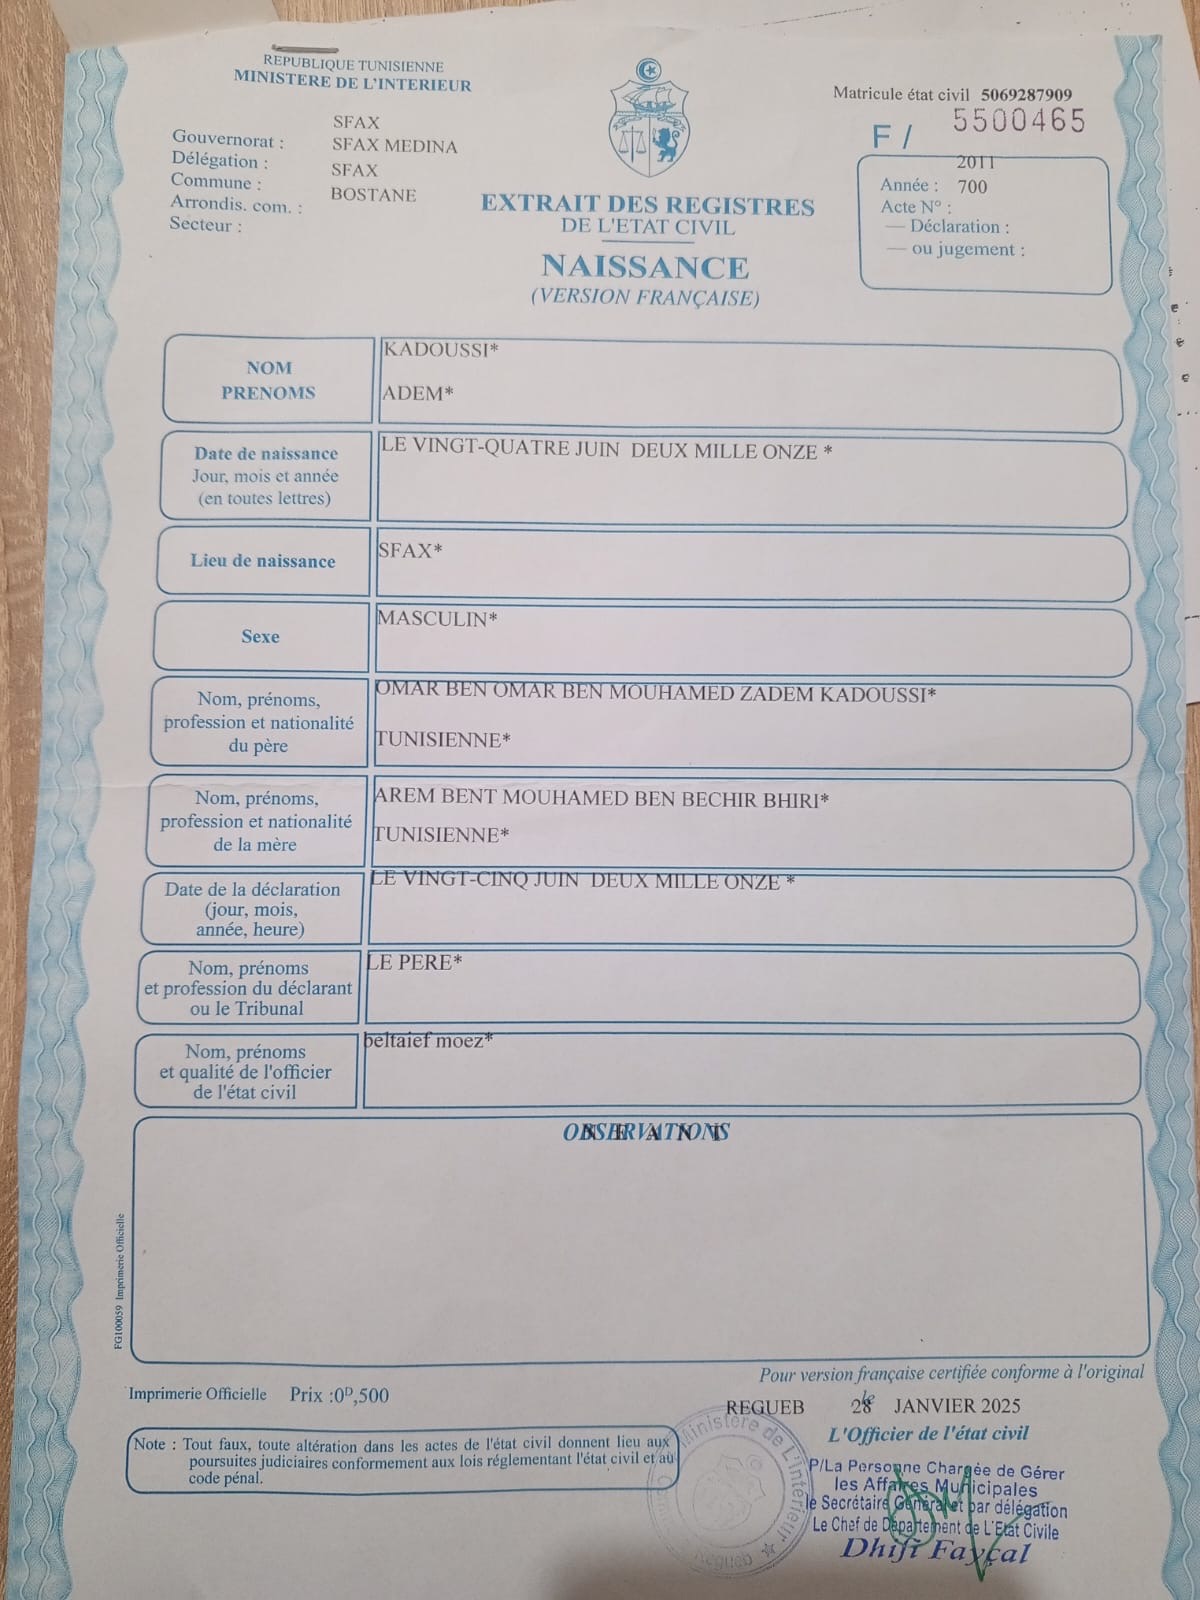 REPUBLIQUE TUNISIENNE
MINISTERE DE L'INTERIEUR
Gouvernorat : SFAX
Délégation : SFAX MEDINA
Commune : SFAX
Arrondis. com. : BOSTANE
Secteur :
Matricule état civil 5069287909
F / 5500465
2011
Année : 700
Acte N° :
— Déclaration :
— ou jugement :
EXTRAIT DES REGISTRES
DE L'ETAT CIVIL
NAISSANCE
(VERSION FRANÇAISE)
NOM KADOUSSI*
PRENOMS ADEM*
Date de naissance LE VINGT-QUATRE JUIN DEUX MILLE ONZE *
Jour, mois et année
(en toutes lettres)
Lieu de naissance SFAX*
Sexe MASCULIN*
Nom, prénoms, OMAR BEN OMAR BEN MOUHAMED ZADEM KADOUSSI*
profession et nationalité
du père TUNISIENNE*
Nom, prénoms, AREM BENT MOUHAMED BEN BECHIR BHIRI*
profession et nationalité TUNISIENNE*
de la mère
Date de la déclaration LE VINGT-CINQ JUIN DEUX MILLE ONZE *
(jour, mois,
année, heure)
Nom, prénoms LE PERE*
et profession du déclarant
ou le Tribunal
Nom, prénoms beltaief moez*
et qualité de l'officier
de l'état civil
OBSERVATIONS
N E A N T
FG100059 Imprimerie Officielle
Pour version française certifiée conforme à l'original
Imprimerie Officielle Prix :0ᴰ,500
REGUEB le 28 JANVIER 2025
L'Officier de l'état civil
Note : Tout faux, toute altération dans les actes de l'état civil donnent lieu aux
poursuites judiciaires conformement aux lois réglementant l'état civil et au
code pénal.
Ministère de L'Intérieur
Regueb
P/La Personne Chargée de Gérer
les Affaires Municipales
le Secrétaire Général et par délégation
Le Chef de Département de L'Etat Civile
Dhifi Fayçal